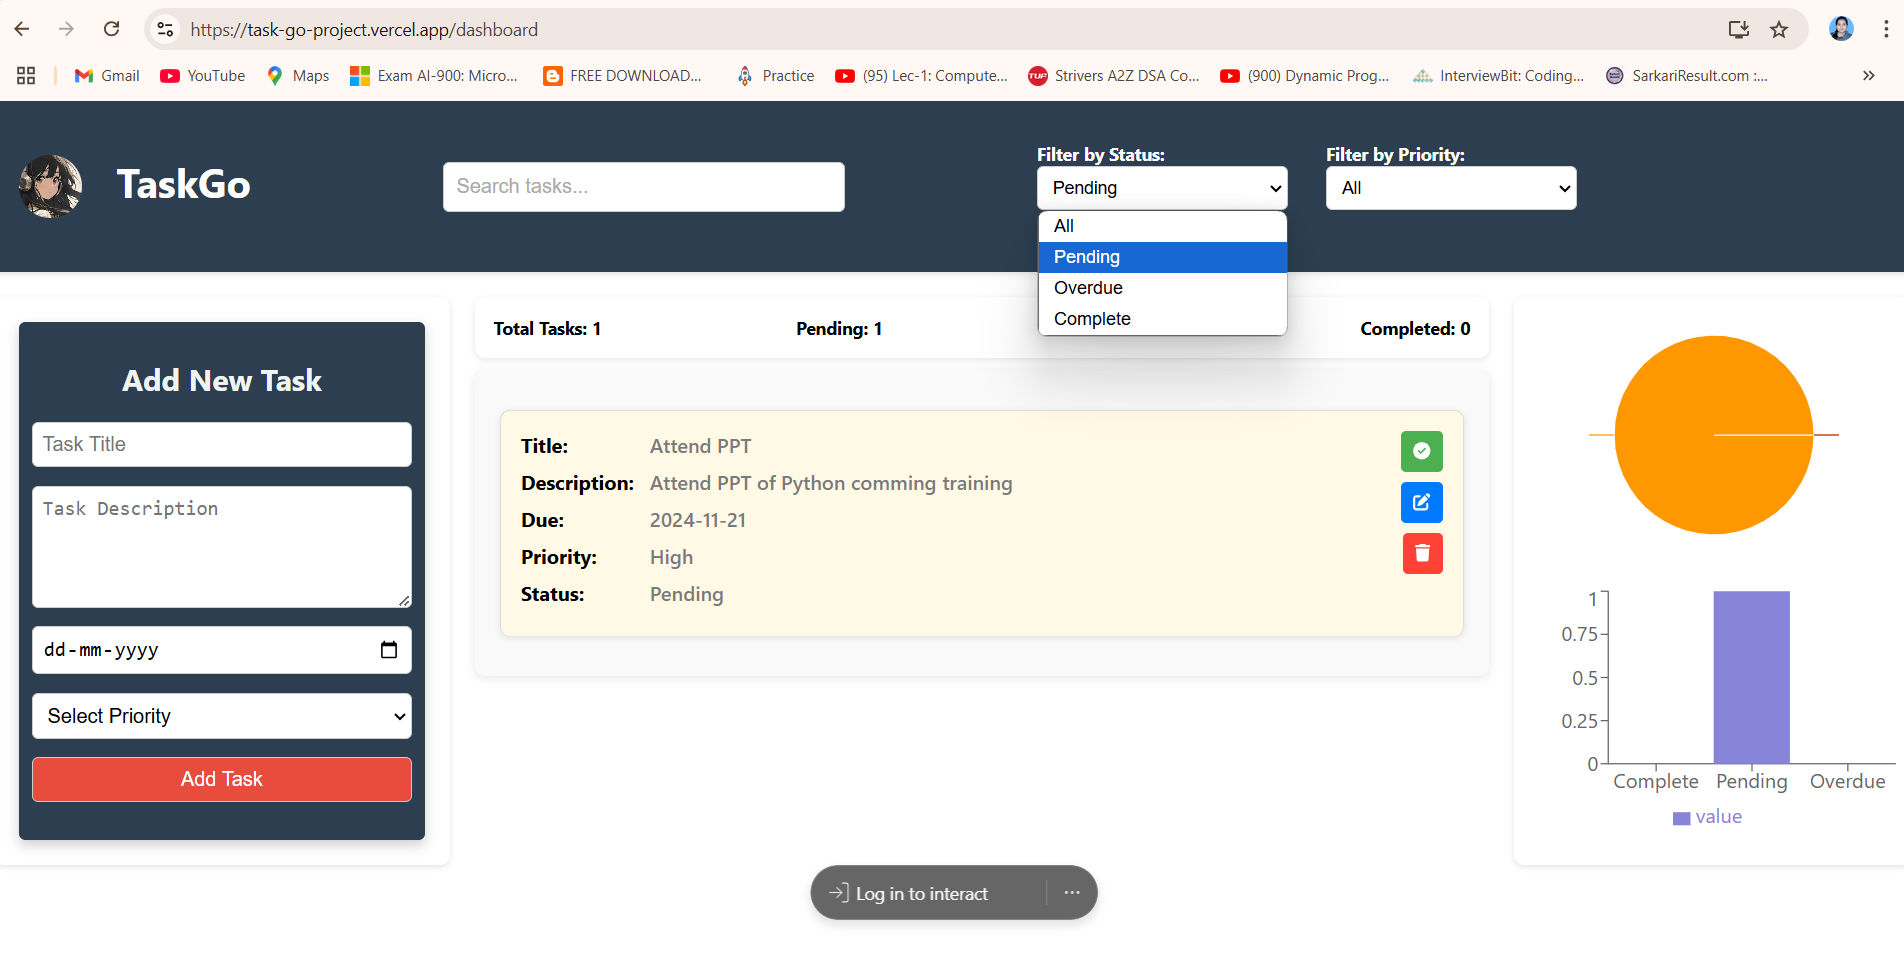 https://task-go-project.vercel.app/dashboard
Gmail YouTube Maps Exam AI-900: Micro... FREE DOWNLOAD... Practice (95) Lec-1: Compute... TUF Strivers A2Z DSA Co... (900) Dynamic Prog... InterviewBit: Coding... SarkariResult.com :...
TaskGo
Search tasks...
Filter by Status:
Pending
All
Pending
Overdue
Complete
Filter by Priority:
All
Add New Task
Task Title
Task Description
dd-mm-yyyy
Select Priority
Add Task
Total Tasks: 1 Pending: 1 Completed: 0
Title: Attend PPT
Description: Attend PPT of Python comming training
Due: 2024-11-21
Priority: High
Status: Pending
1
0.75
0.5
0.25
0
Complete Pending Overdue
value
Log in to interact